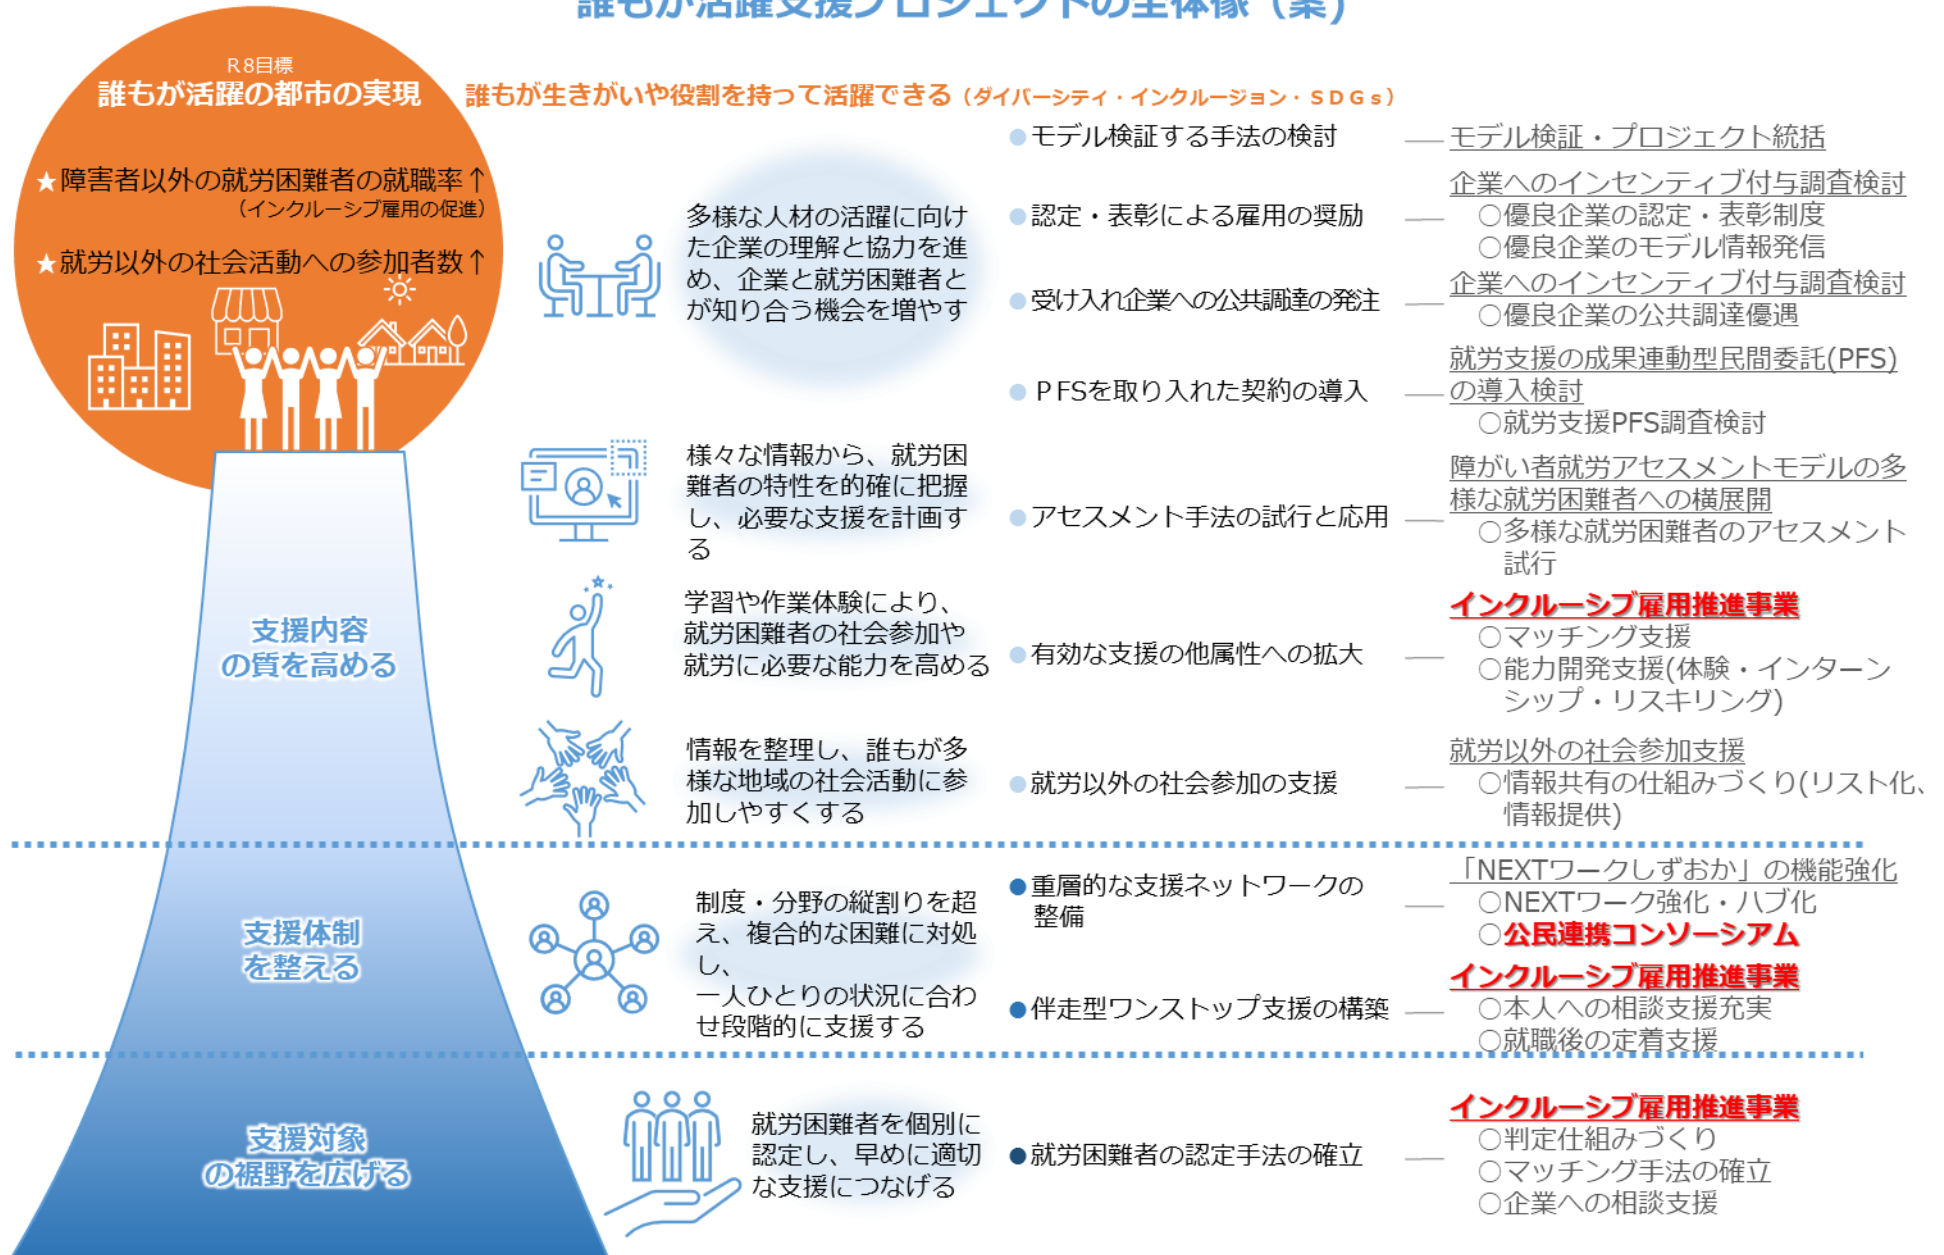 誰もが活躍支援プロジェクトの全体像（案）
R8目標
誰もが活躍の都市の実現
★障害者以外の就労困難者の就職率↑
（インクルーシブ雇用の促進）
★就労以外の社会活動への参加者数↑
誰もが生きがいや役割を持って活躍できる（ダイバーシティ・インクルージョン・ＳＤＧｓ）
多様な人材の活躍に向け
た企業の理解と協力を進
め、企業と就労困難者と
が知り合う機会を増やす
●モデル検証する手法の検討
モデル検証・プロジェクト統括
●認定・表彰による雇用の奨励
企業へのインセンティブ付与調査検討
○優良企業の認定・表彰制度
○優良企業のモデル情報発信
●受け入れ企業への公共調達の発注
企業へのインセンティブ付与調査検討
○優良企業の公共調達優遇
●ＰFSを取り入れた契約の導入
就労支援の成果連動型民間委託(PFS)
の導入検討
○就労支援PFS調査検討
支援内容
の質を高める
様々な情報から、就労困
難者の特性を的確に把握
し、必要な支援を計画す
る
●アセスメント手法の試行と応用
障がい者就労アセスメントモデルの多
様な就労困難者への横展開
○多様な就労困難者のアセスメント
試行
学習や作業体験により、
就労困難者の社会参加や
就労に必要な能力を高める
●有効な支援の他属性への拡大
インクルーシブ雇用推進事業
○マッチング支援
○能力開発支援(体験・インターン
シップ・リスキリング)
情報を整理し、誰もが多
様な地域の社会活動に参
加しやすくする
●就労以外の社会参加の支援
就労以外の社会参加支援
○情報共有の仕組みづくり(リスト化、
情報提供)
支援体制
を整える
制度・分野の縦割りを超
え、複合的な困難に対処
し、
一人ひとりの状況に合わ
せ段階的に支援する
●重層的な支援ネットワークの
整備
「NEXTワークしずおか」の機能強化
○NEXTワーク強化・ハブ化
○公民連携コンソーシアム
●伴走型ワンストップ支援の構築
インクルーシブ雇用推進事業
○本人への相談支援充実
○就職後の定着支援
支援対象
の裾野を広げる
就労困難者を個別に
認定し、早めに適切
な支援につなげる
●就労困難者の認定手法の確立
インクルーシブ雇用推進事業
○判定仕組みづくり
○マッチング手法の確立
○企業への相談支援